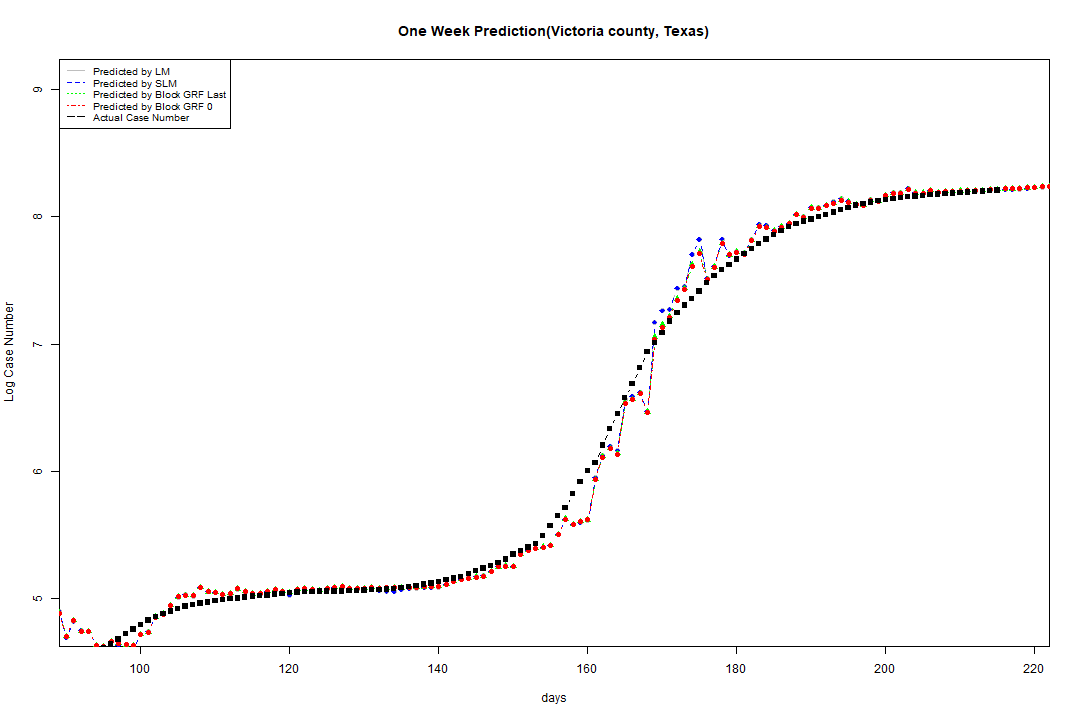 One Week Prediction(Victoria county, Texas)
Predicted by LM
Predicted by SLM
Predicted by Block GRF Last
Predicted by Block GRF 0
Actual Case Number
9
8
7
6
5
Log Case Number
100 120 140 160 180 200 220
days